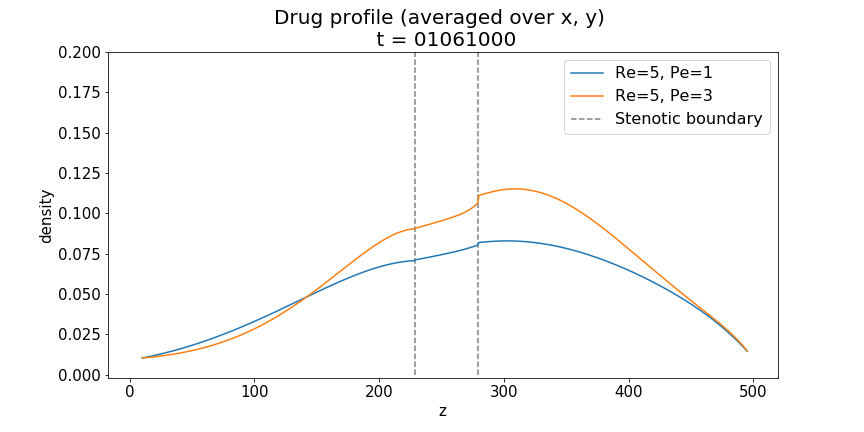 Drug profile (averaged over x, y)
t = 01061000
0.200
0.175
0.150
0.125
0.100
0.075
0.050
0.025
0.000
density
Re=5, Pe=1
Re=5, Pe=3
Stenotic boundary
0 100 200 300 400 500
z